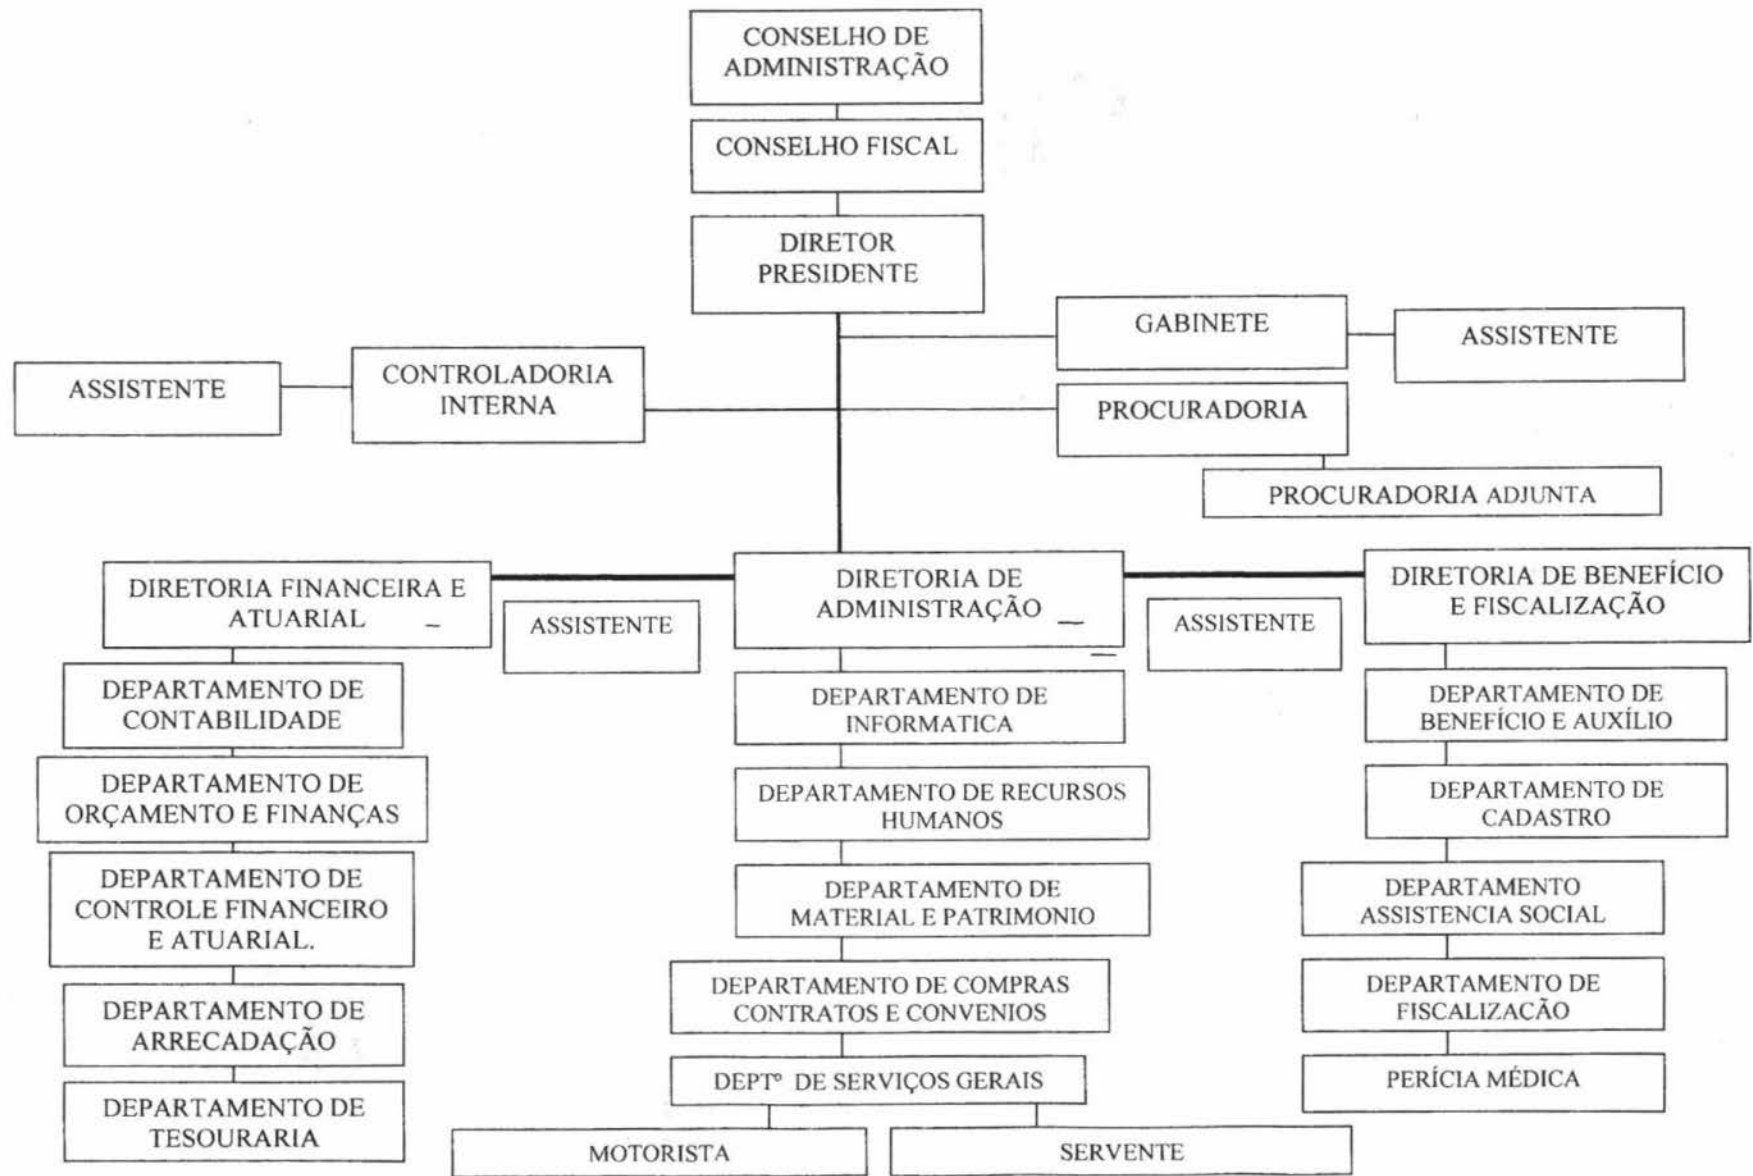 CONSELHO DE
ADMINISTRAÇÃO
CONSELHO FISCAL
DIRETOR
PRESIDENTE
GABINETE
ASSISTENTE
ASSISTENTE
CONTROLADORIA
INTERNA
PROCURADORIA
PROCURADORIA ADJUNTA
DIRETORIA FINANCEIRA E
ATUARIAL
ASSISTENTE
DIRETORIA DE
ADMINISTRAÇÃO
ASSISTENTE
DIRETORIA DE BENEFÍCIO
E FISCALIZAÇÃO
DEPARTAMENTO DE
CONTABILIDADE
DEPARTAMENTO DE
ORÇAMENTO E FINANÇAS
DEPARTAMENTO DE
CONTROLE FINANCEIRO
E ATUARIAL.
DEPARTAMENTO DE
ARRECADAÇÃO
DEPARTAMENTO DE
TESOURARIA
DEPARTAMENTO DE
INFORMATICA
DEPARTAMENTO DE RECURSOS
HUMANOS
DEPARTAMENTO DE
MATERIAL E PATRIMONIO
DEPARTAMENTO DE COMPRAS
CONTRATOS E CONVENIOS
DEPTº DE SERVIÇOS GERAIS
MOTORISTA
SERVENTE
DEPARTAMENTO DE
BENEFÍCIO E AUXÍLIO
DEPARTAMENTO DE
CADASTRO
DEPARTAMENTO
ASSISTENCIA SOCIAL
DEPARTAMENTO DE
FISCALIZAÇÃO
PERÍCIA MÉDICA